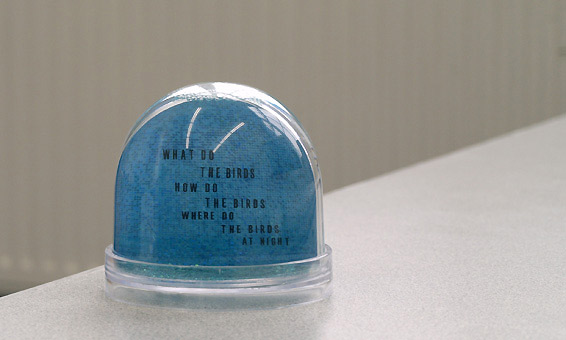 WHAT DO
THE BIRDS
HOW DO
THE BIRDS
WHERE DO
THE BIRDS
AT NIGHT